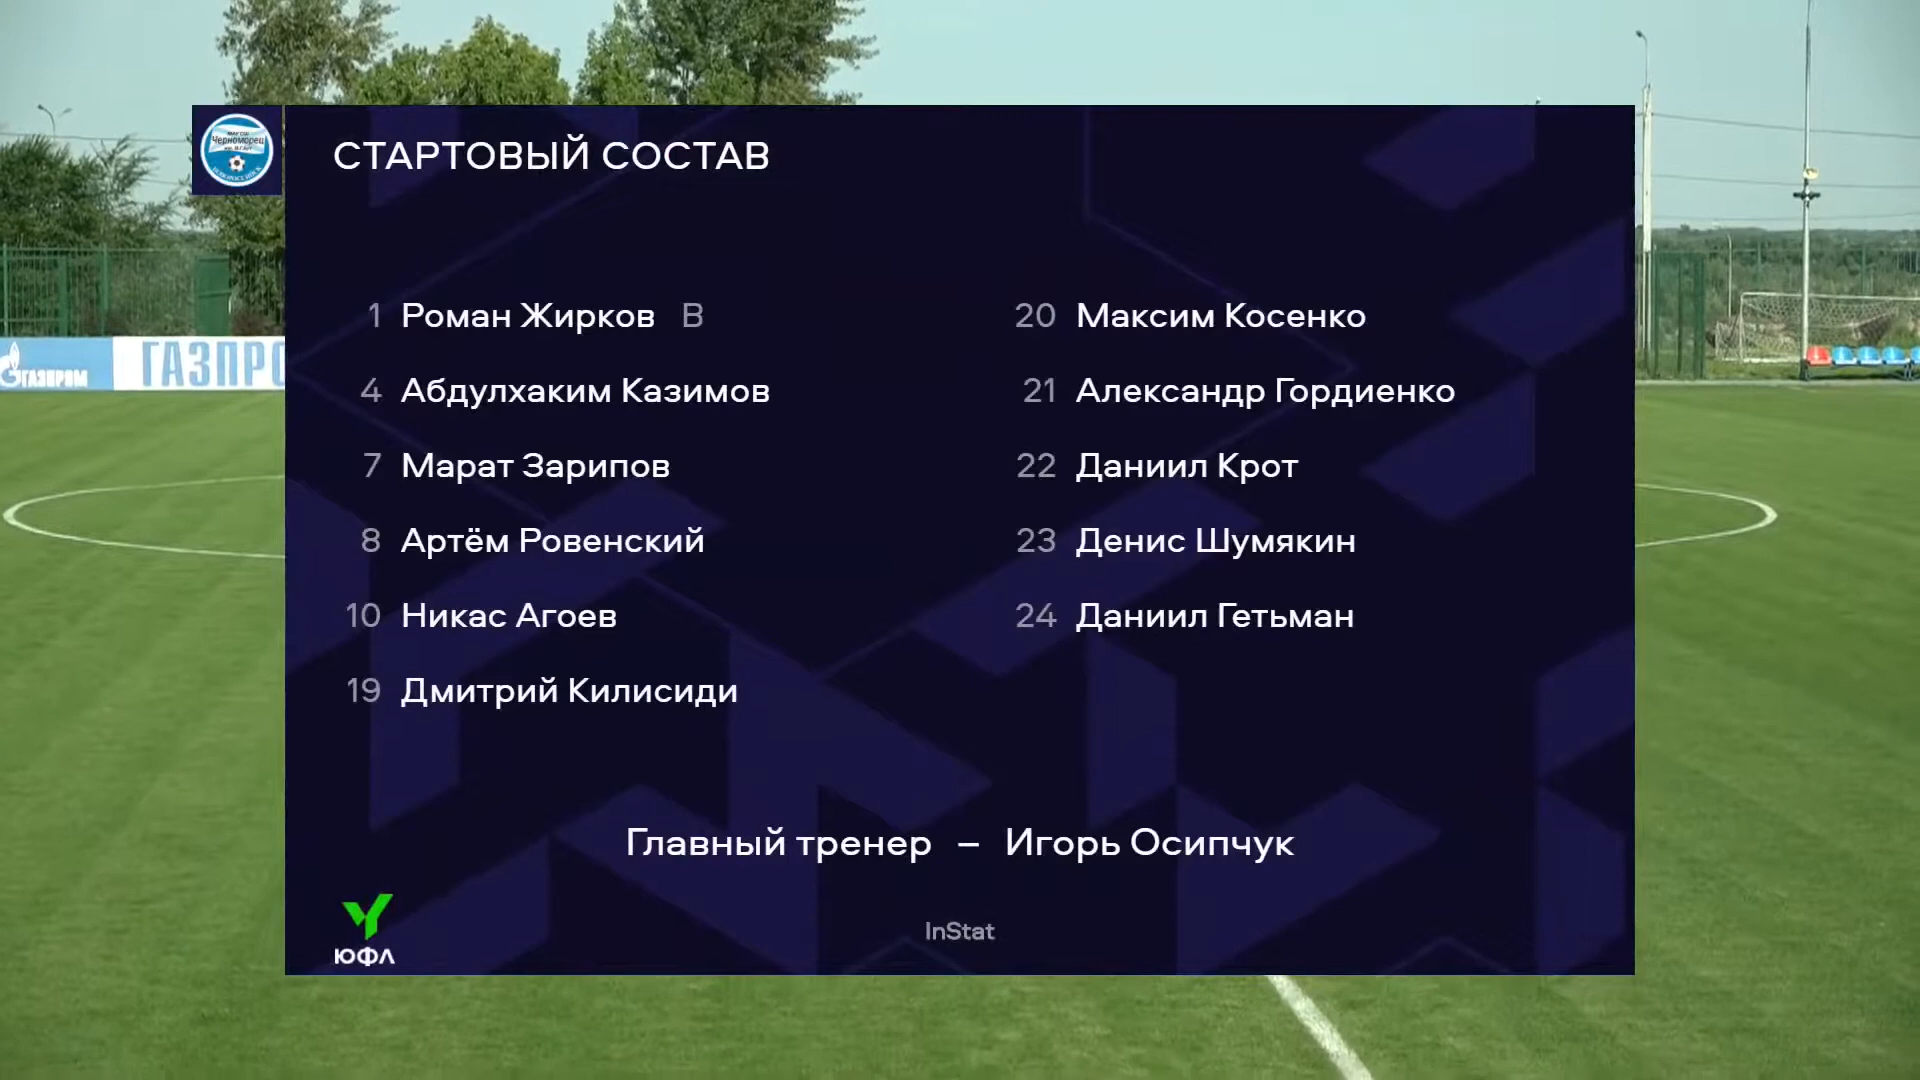 Черноморец
СТАРТОВЫЙ СОСТАВ
1 Роман Жирков В
4 Абдулхаким Казимов
7 Марат Зарипов
8 Артём Ровенский
10 Никас Агоев
19 Дмитрий Килисиди
20 Максим Косенко
21 Александр Гордиенко
22 Даниил Крот
23 Денис Шумякин
24 Даниил Гетьман
Главный тренер – Игорь Осипчук
ЮФЛ
InStat
ГАЗПРОМ
ГАЗПРО